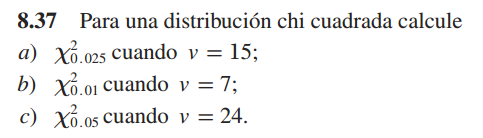 8.37 Para una distribución chi cuadrada calcule
a) χ²₀.₀₂₅ cuando v = 15;
b) χ²₀.₀₁ cuando v = 7;
c) χ²₀.₀₅ cuando v = 24.